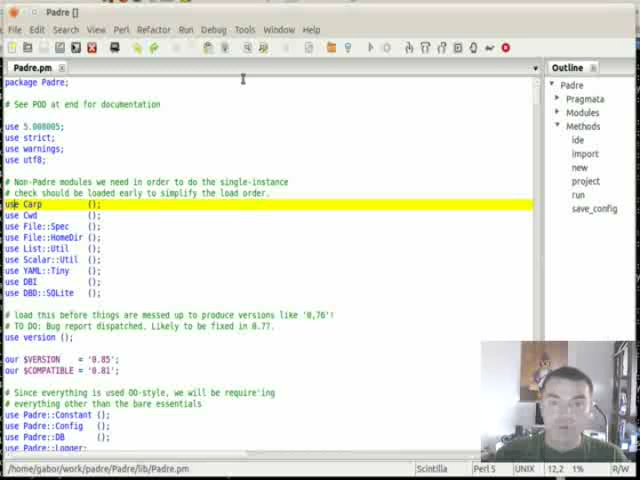 Padre []
File Edit Search View Perl Refactor Run Debug Tools Window Help
Padre.pm
package Padre;
# See POD at end for documentation
use 5.008005;
use strict;
use warnings;
use utf8;
# Non-Padre modules we need in order to do the single-instance
# check should be loaded early to simplify the load order.
use Carp ();
use Cwd ();
use File::Spec ();
use File::HomeDir ();
use List::Util ();
use Scalar::Util ();
use YAML::Tiny ();
use DBI ();
use DBD::SQLite ();
# load this before things are messed up to produce versions like '0,76'!
# TO DO: Bug report dispatched. Likely to be fixed in 0.77.
use version ();
our $VERSION = '0.85';
our $COMPATIBLE = '0.81';
# Since everything is used OO-style, we will be require'ing
# everything other than the bare essentials
use Padre::Constant ();
use Padre::Config ();
use Padre::DB ();
use Padre::Logger;
Outline
Padre
Pragmata
Modules
Methods
ide
import
new
project
run
save_config
/home/gabor/work/padre/Padre/lib/Padre.pm Scintilla Perl 5 UNIX 12,2 1% R/W